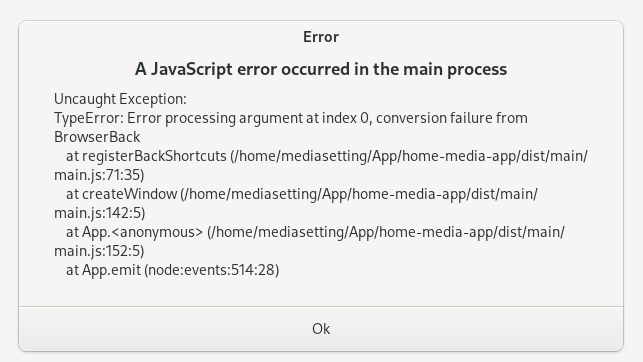 Error
A JavaScript error occurred in the main process
Uncaught Exception:
TypeError: Error processing argument at index 0, conversion failure from
BrowserBack
at registerBackShortcuts (/home/mediasetting/App/home-media-app/dist/main/
main.js:71:35)
at createWindow (/home/mediasetting/App/home-media-app/dist/main/
main.js:142:5)
at App.<anonymous> (/home/mediasetting/App/home-media-app/dist/main/
main.js:152:5)
at App.emit (node:events:514:28)
Ok